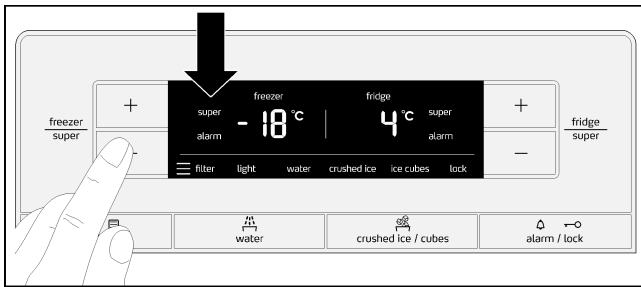 freezer
fridge
super
-18°C
4°C
super
alarm
alarm
filter
light
water
crushed ice
ice cubes
lock
freezer
super
+
−
+
−
fridge
super
water
crushed ice / cubes
alarm / lock